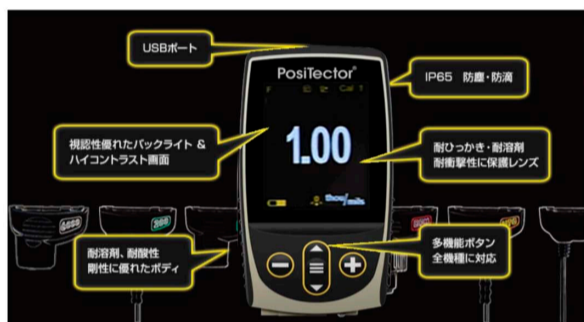 USBポート
PosiTector®
IP65 防塵・防滴
F
Cal 1
視認性優れたバックライト &
ハイコントラスト画面
1.00
耐ひっかき・耐溶剤
耐衝撃性に保護レンズ
thou/mils
耐溶剤、耐酸性
剛性に優れたボディ
多機能ボタン
全機種に対応